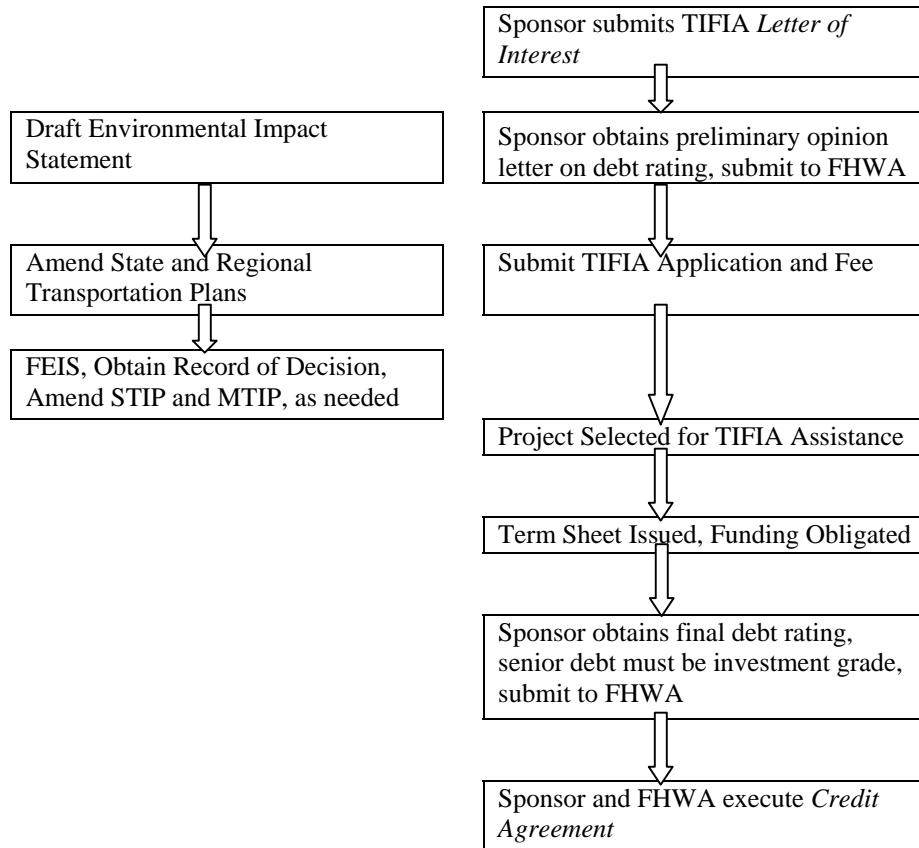 Sponsor submits TIFIA Letter of
Interest
Draft Environmental Impact
Statement
Sponsor obtains preliminary opinion
letter on debt rating, submit to FHWA
Amend State and Regional
Transportation Plans
Submit TIFIA Application and Fee
FEIS, Obtain Record of Decision,
Amend STIP and MTIP, as needed
Project Selected for TIFIA Assistance
Term Sheet Issued, Funding Obligated
Sponsor obtains final debt rating,
senior debt must be investment grade,
submit to FHWA
Sponsor and FHWA execute Credit
Agreement